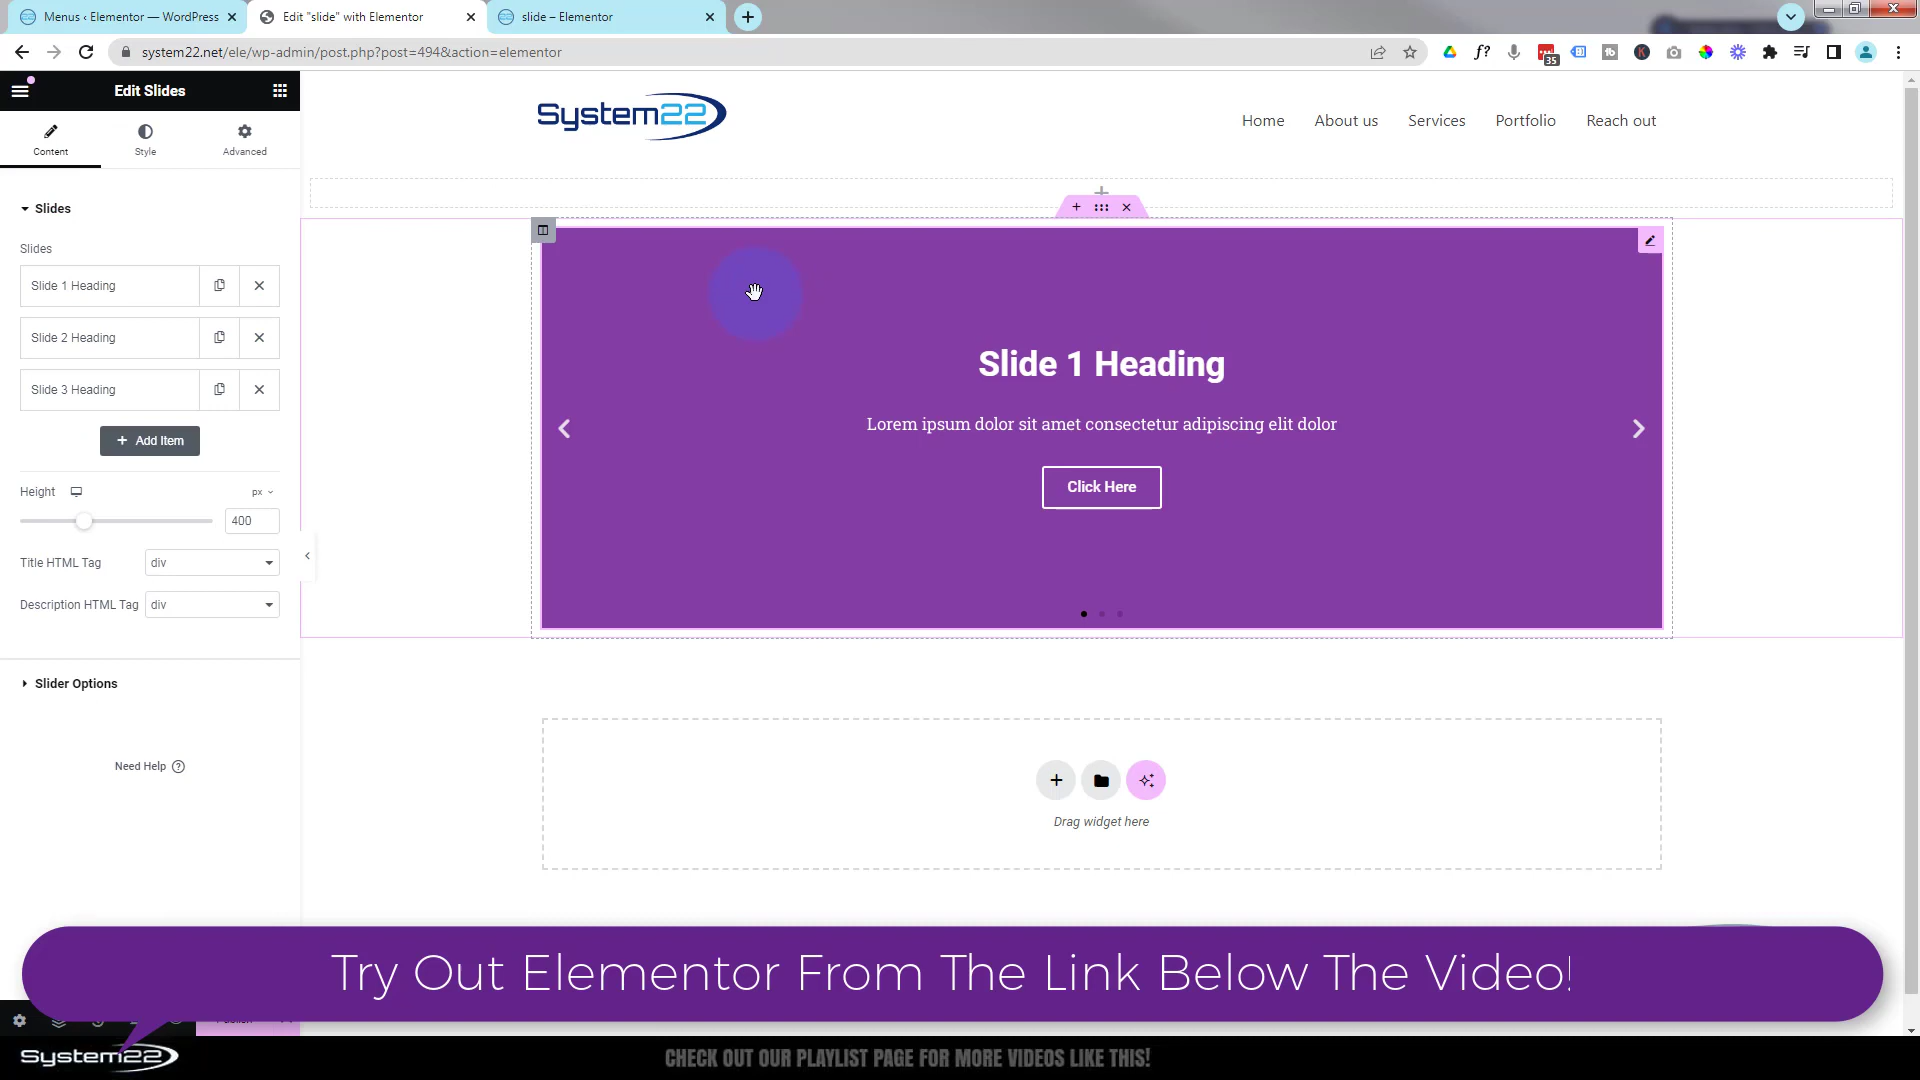 Menus ‹ Elementor — WordPress
Edit "slide" with Elementor
slide – Elementor
system22.net/ele/wp-admin/post.php?post=494&action=elementor
35
Edit Slides
Content
Style
Advanced
System22
Home
About us
Services
Portfolio
Reach out
Slides
Slides
Slide 1 Heading
Slide 2 Heading
Slide 3 Heading
Add Item
Height
px
400
Title HTML Tag
div
Description HTML Tag
div
Slider Options
Need Help
Slide 1 Heading
Lorem ipsum dolor sit amet consectetur adipiscing elit dolor
Click Here
Drag widget here
Try Out Elementor From The Link Below The Video!
System22
CHECK OUT OUR PLAYLIST PAGE FOR MORE VIDEOS LIKE THIS!